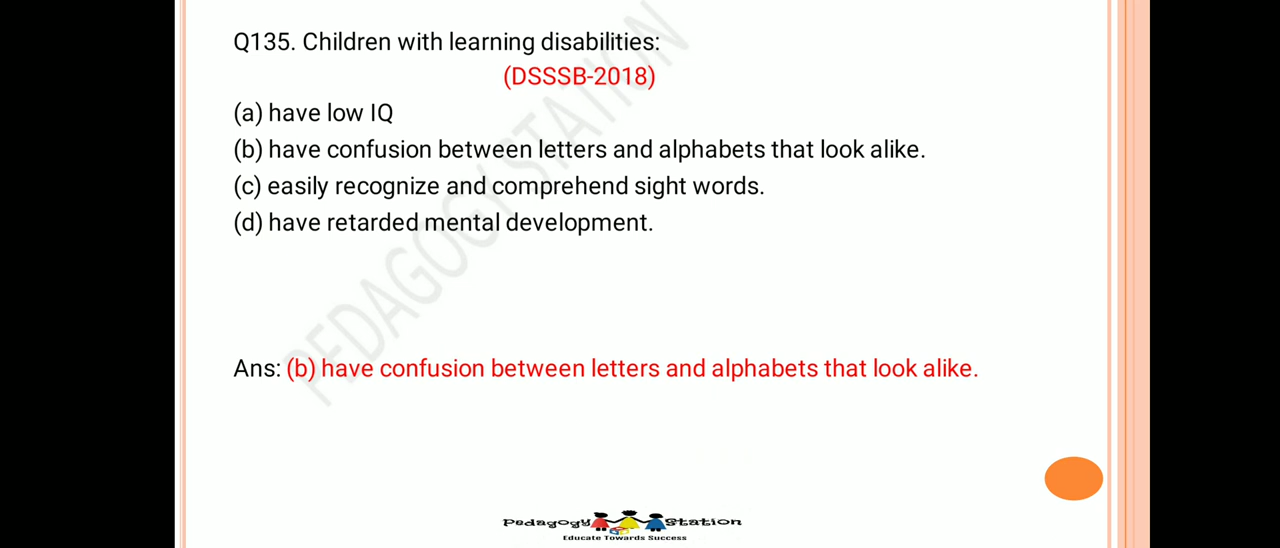 Q135. Children with learning disabilities:
(DSSSB-2018)
(a) have low IQ
(b) have confusion between letters and alphabets that look alike.
(c) easily recognize and comprehend sight words.
(d) have retarded mental development.
Ans: (b) have confusion between letters and alphabets that look alike.
PEDAGOGY STATION
Pedagogy Station
Educate Towards Success